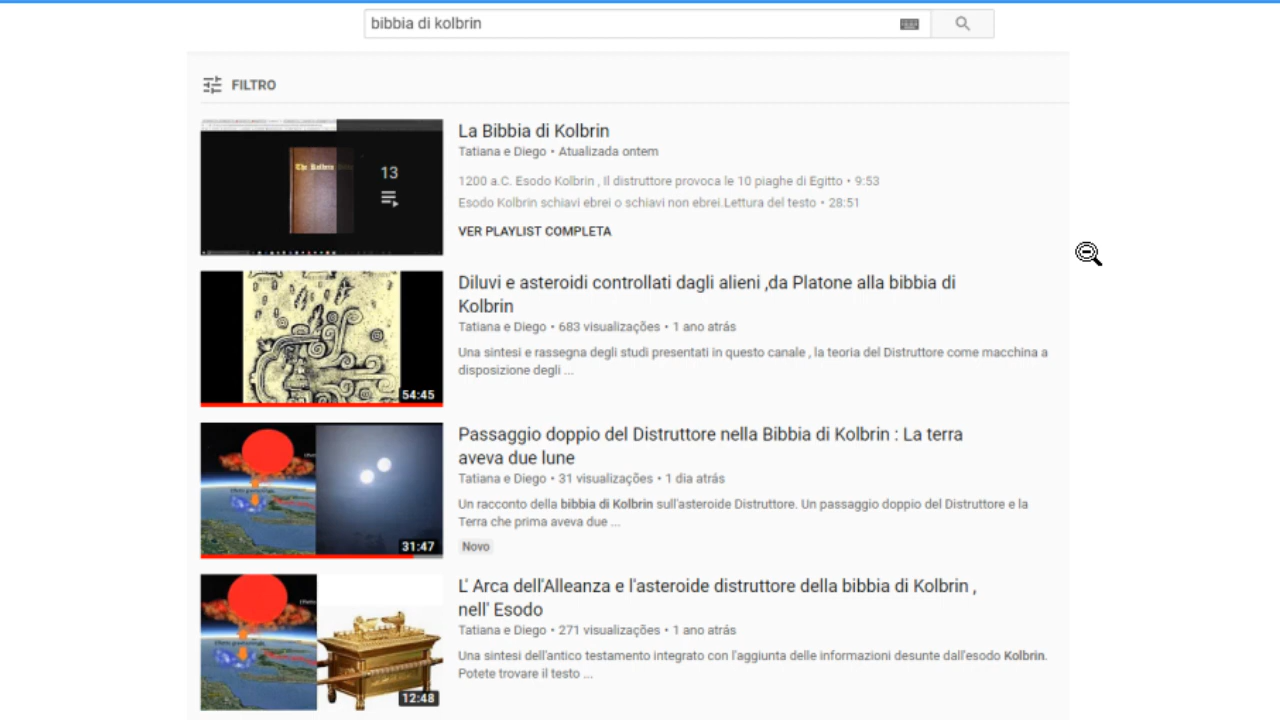 bibbia di kolbrin
FILTRO
The Kolbrin
13
La Bibbia di Kolbrin
Tatiana e Diego • Atualizada ontem
1200 a.C. Esodo Kolbrin , Il distruttore provoca le 10 piaghe di Egitto • 9:53
Esodo Kolbrin schiavi ebrei o schiavi non ebrei.Lettura del testo • 28:51
VER PLAYLIST COMPLETA
54:45
Diluvi e asteroidi controllati dagli alieni ,da Platone alla bibbia di
Kolbrin
Tatiana e Diego • 683 visualizações • 1 ano atrás
Una sintesi e rassegna degli studi presentati in questo canale , la teoria del Distruttore come macchina a
disposizione degli ...
31:47
Passaggio doppio del Distruttore nella Bibbia di Kolbrin : La terra
aveva due lune
Tatiana e Diego • 31 visualizações • 1 dia atrás
Un racconto della bibbia di Kolbrin sull'asteroide Distruttore. Un passaggio doppio del Distruttore e la
Terra che prima aveva due ...
Novo
12:48
L' Arca dell'Alleanza e l'asteroide distruttore della bibbia di Kolbrin ,
nell' Esodo
Tatiana e Diego • 271 visualizações • 1 ano atrás
Una sintesi dell'antico testamento integrato con l'aggiunta delle informazioni desunte dall'esodo Kolbrin.
Potete trovare il testo ...